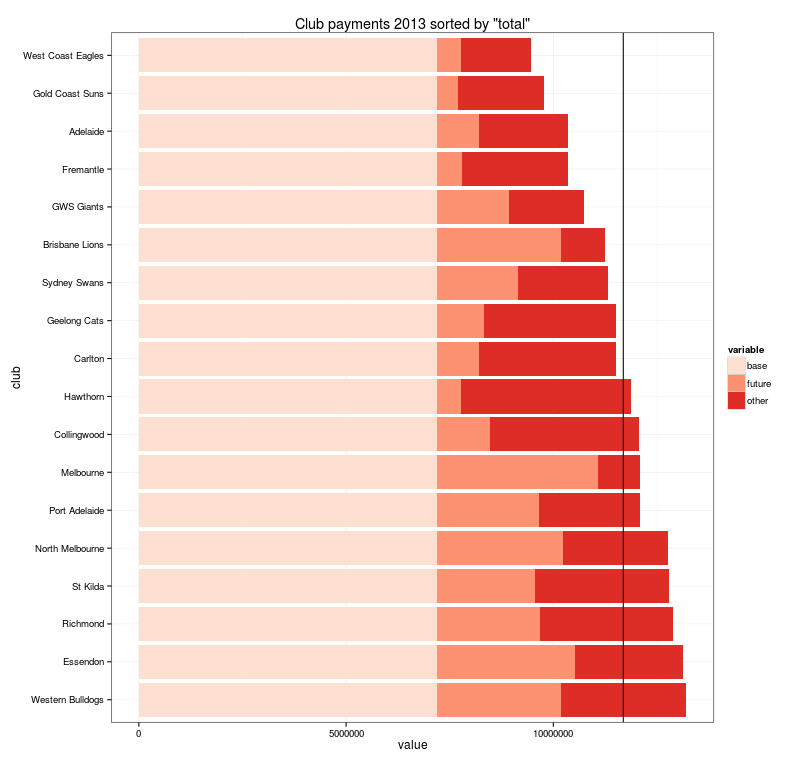 Club payments 2013 sorted by "total"
West Coast Eagles
Gold Coast Suns
Adelaide
Fremantle
GWS Giants
Brisbane Lions
Sydney Swans
Geelong Cats
Carlton
Hawthorn
Collingwood
Melbourne
Port Adelaide
North Melbourne
St Kilda
Richmond
Essendon
Western Bulldogs
club
0 5000000 10000000
value
variable
base
future
other